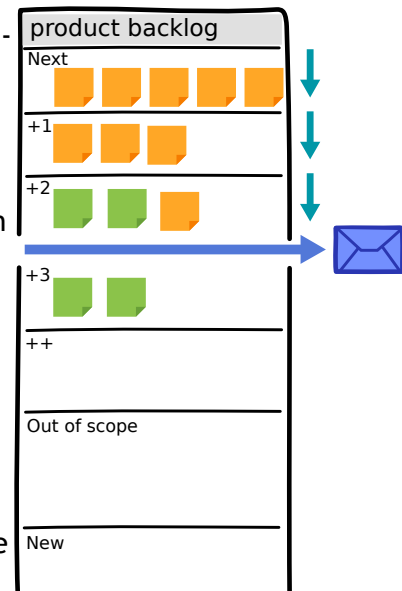 product backlog
-
Next
+1
+2
+3
++
Out of scope
New